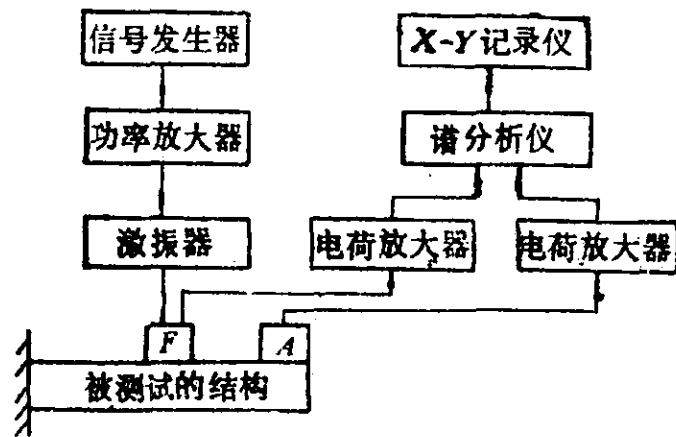 信号发生器
X-Y记录仪
功率放大器
谱分析仪
激振器
电荷放大器
电荷放大器
F
A
被测试的结构